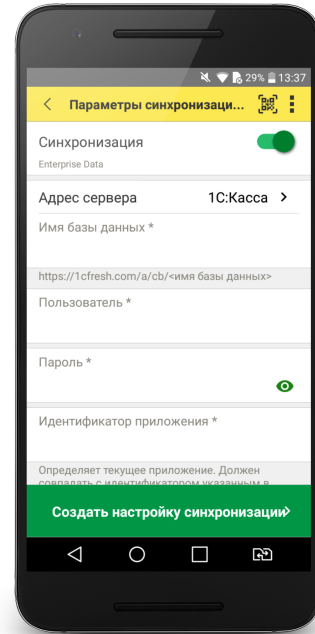 29% 13:37
Параметры синхронизаци...
Синхронизация
Enterprise Data
Адрес сервера 1С:Касса
Имя базы данных *
https://1cfresh.com/a/cb/<имя базы данных>
Пользователь *
Пароль *
Идентификатор приложения *
Определяет текущее приложение. Должен
совпадать с идентификатором указанным в
Создать настройку синхронизации